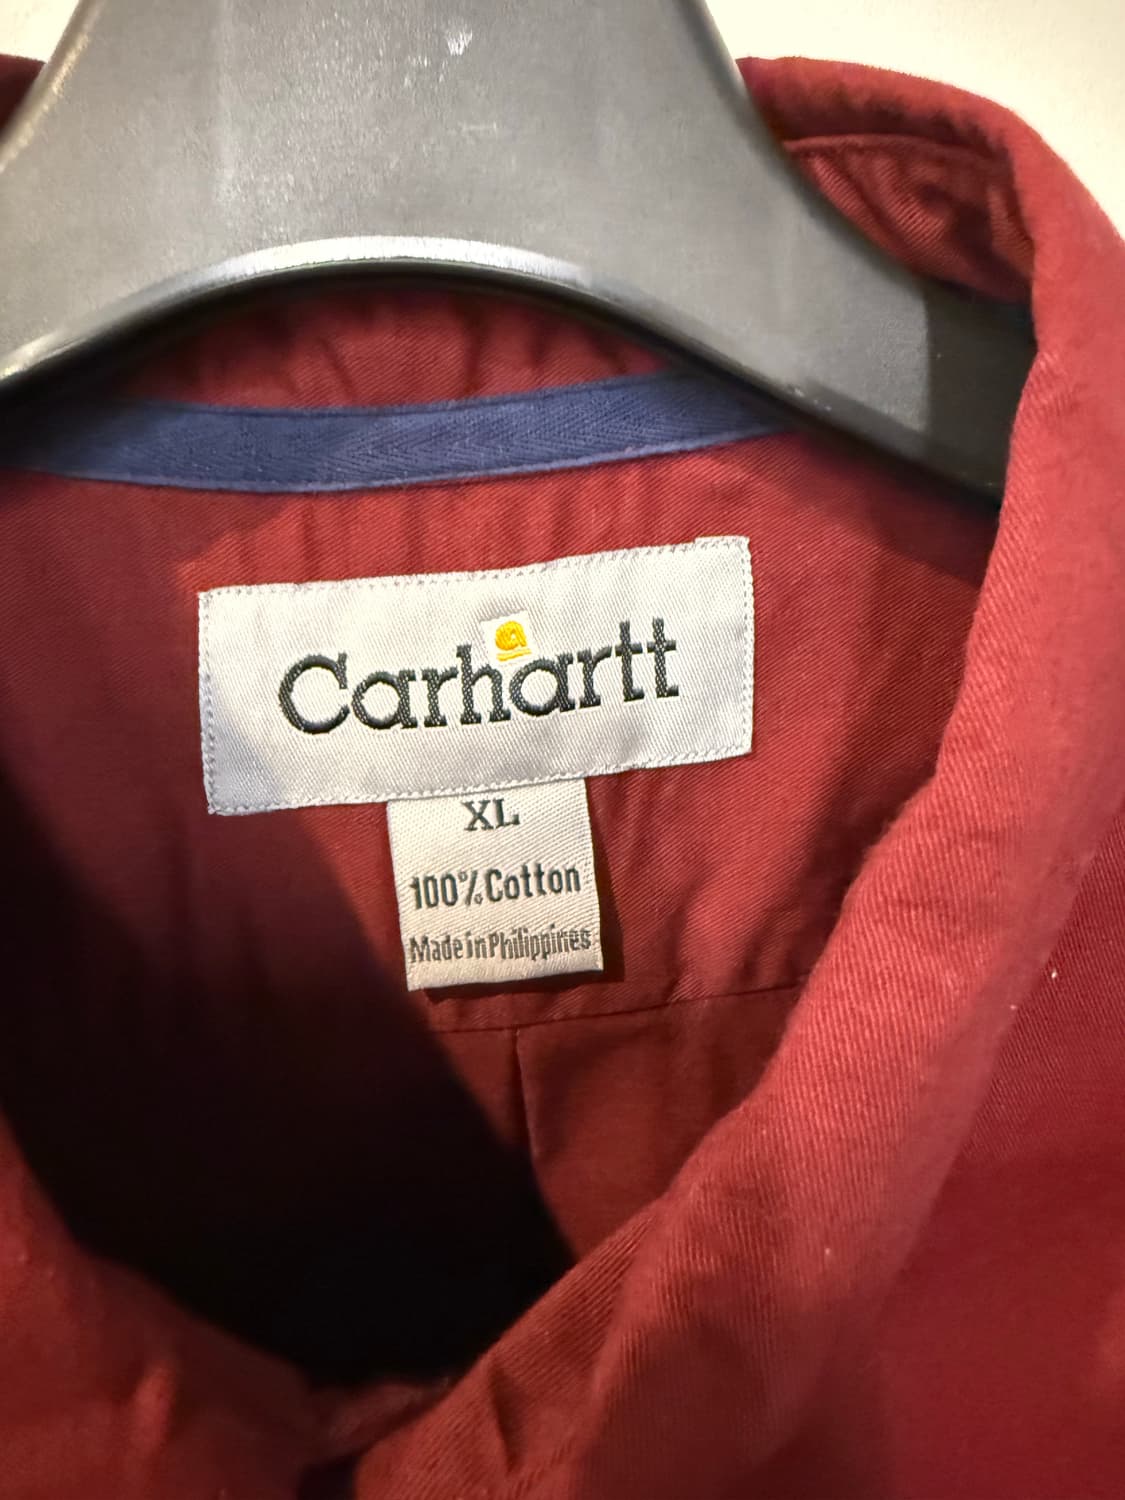 Carhartt
XL
100% Cotton
Made in Philippines